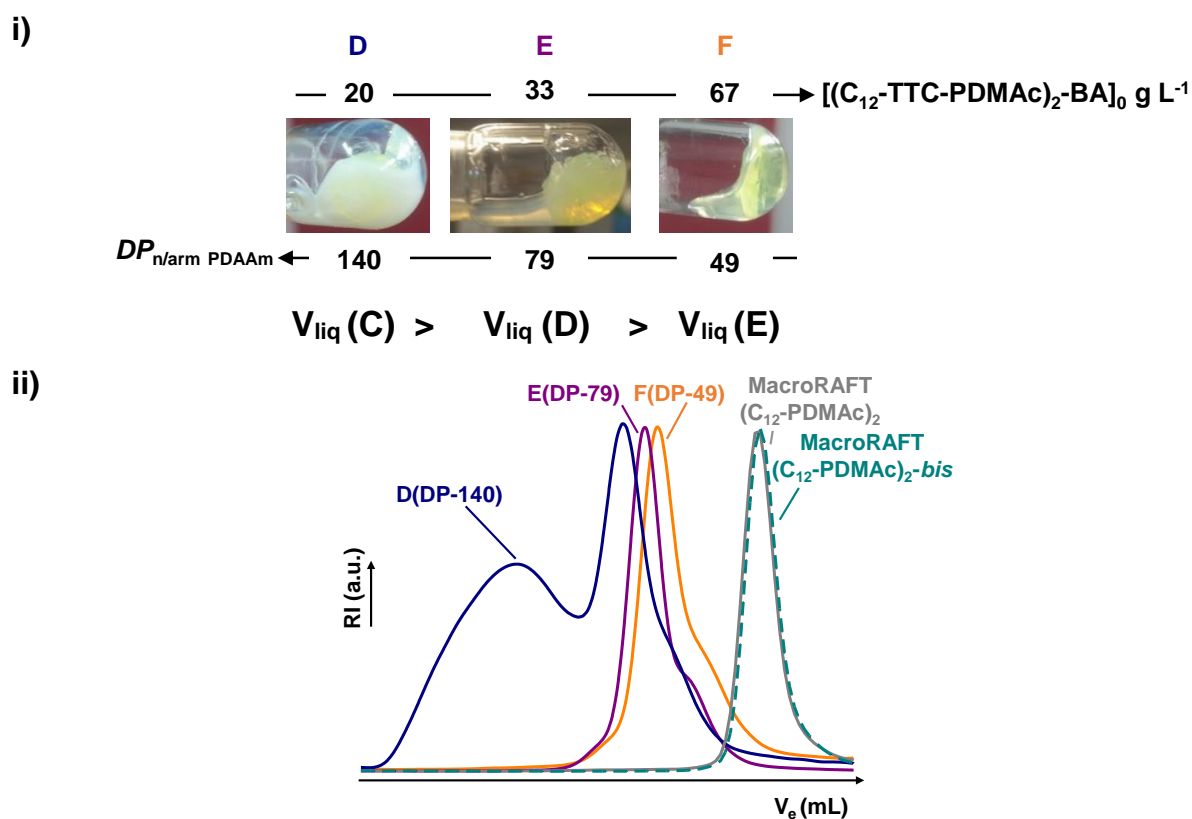 i)
D E F
20 33 67 [(C₁₂-TTC-PDMAc)₂-BA]₀ g L⁻¹
DPn/arm PDAAm 140 79 49
Vliq (C) > Vliq (D) > Vliq (E)
ii)
E(DP-79) F(DP-49) MacroRAFT
(C₁₂-PDMAc)₂
MacroRAFT
(C₁₂-PDMAc)₂-bis
D(DP-140)
RI (a.u.)
Vₑ (mL)